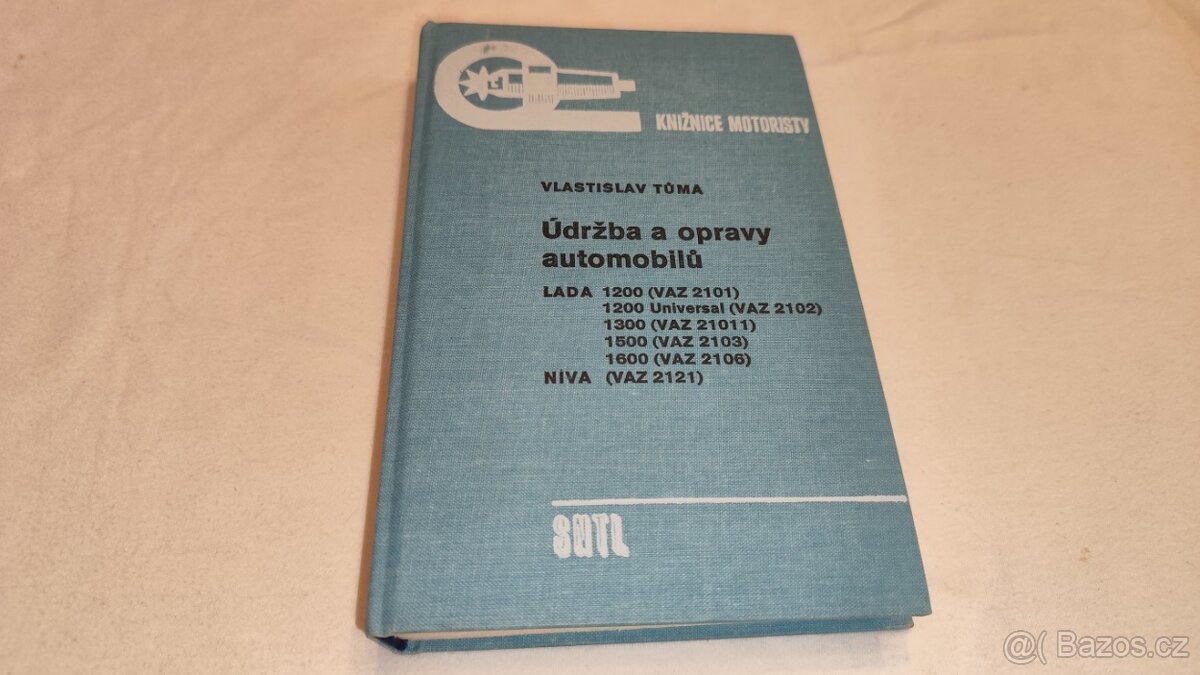 KNIŽNICE MOTORISTY
VLASTISLAV TŮMA
Údržba a opravy
automobilů
LADA 1200 (VAZ 2101)
1200 Universal (VAZ 2102)
1300 (VAZ 21011)
1500 (VAZ 2103)
1600 (VAZ 2106)
NIVA (VAZ 2121)
SNTL
@( Bazos.cz